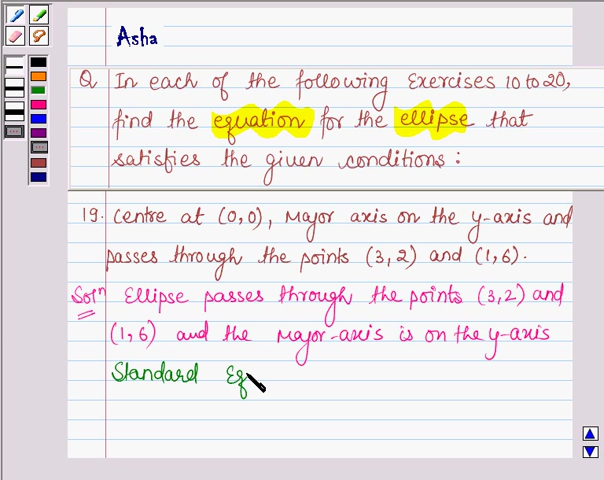 Asha
Q In each of the following Exercises 10 to 20,
find the equation for the ellipse that
satisfies the given conditions :
19. Centre at (0,0), Major axis on the y-axis and
passes through the points (3,2) and (1,6).
Solⁿ Ellipse passes through the points (3,2) and
(1,6) and the Major-axis is on the y-axis
Standard Eq